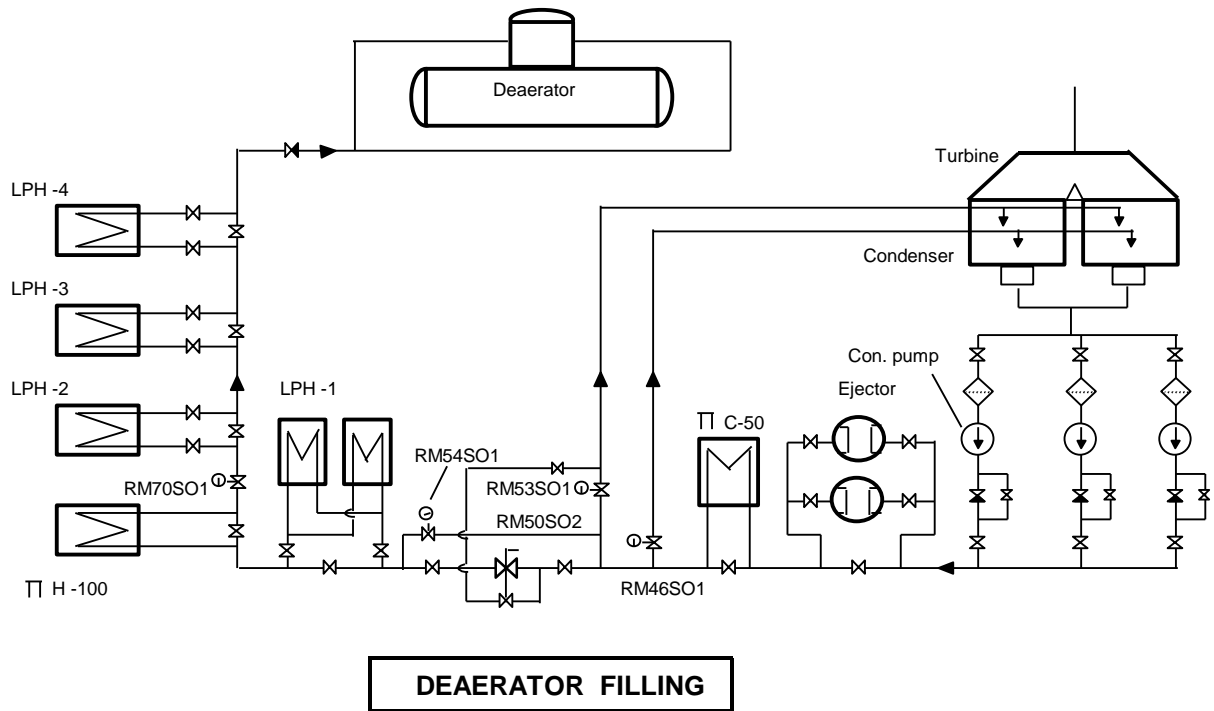 Deaerator
Turbine
LPH -4
Condenser
LPH -3
Con. pump
LPH -2
LPH -1
Ejector
П С-50
RM54SO1
RM70SO1
RM53SO1
RM50SO2
П Н -100
RM46SO1
DEAERATOR FILLING